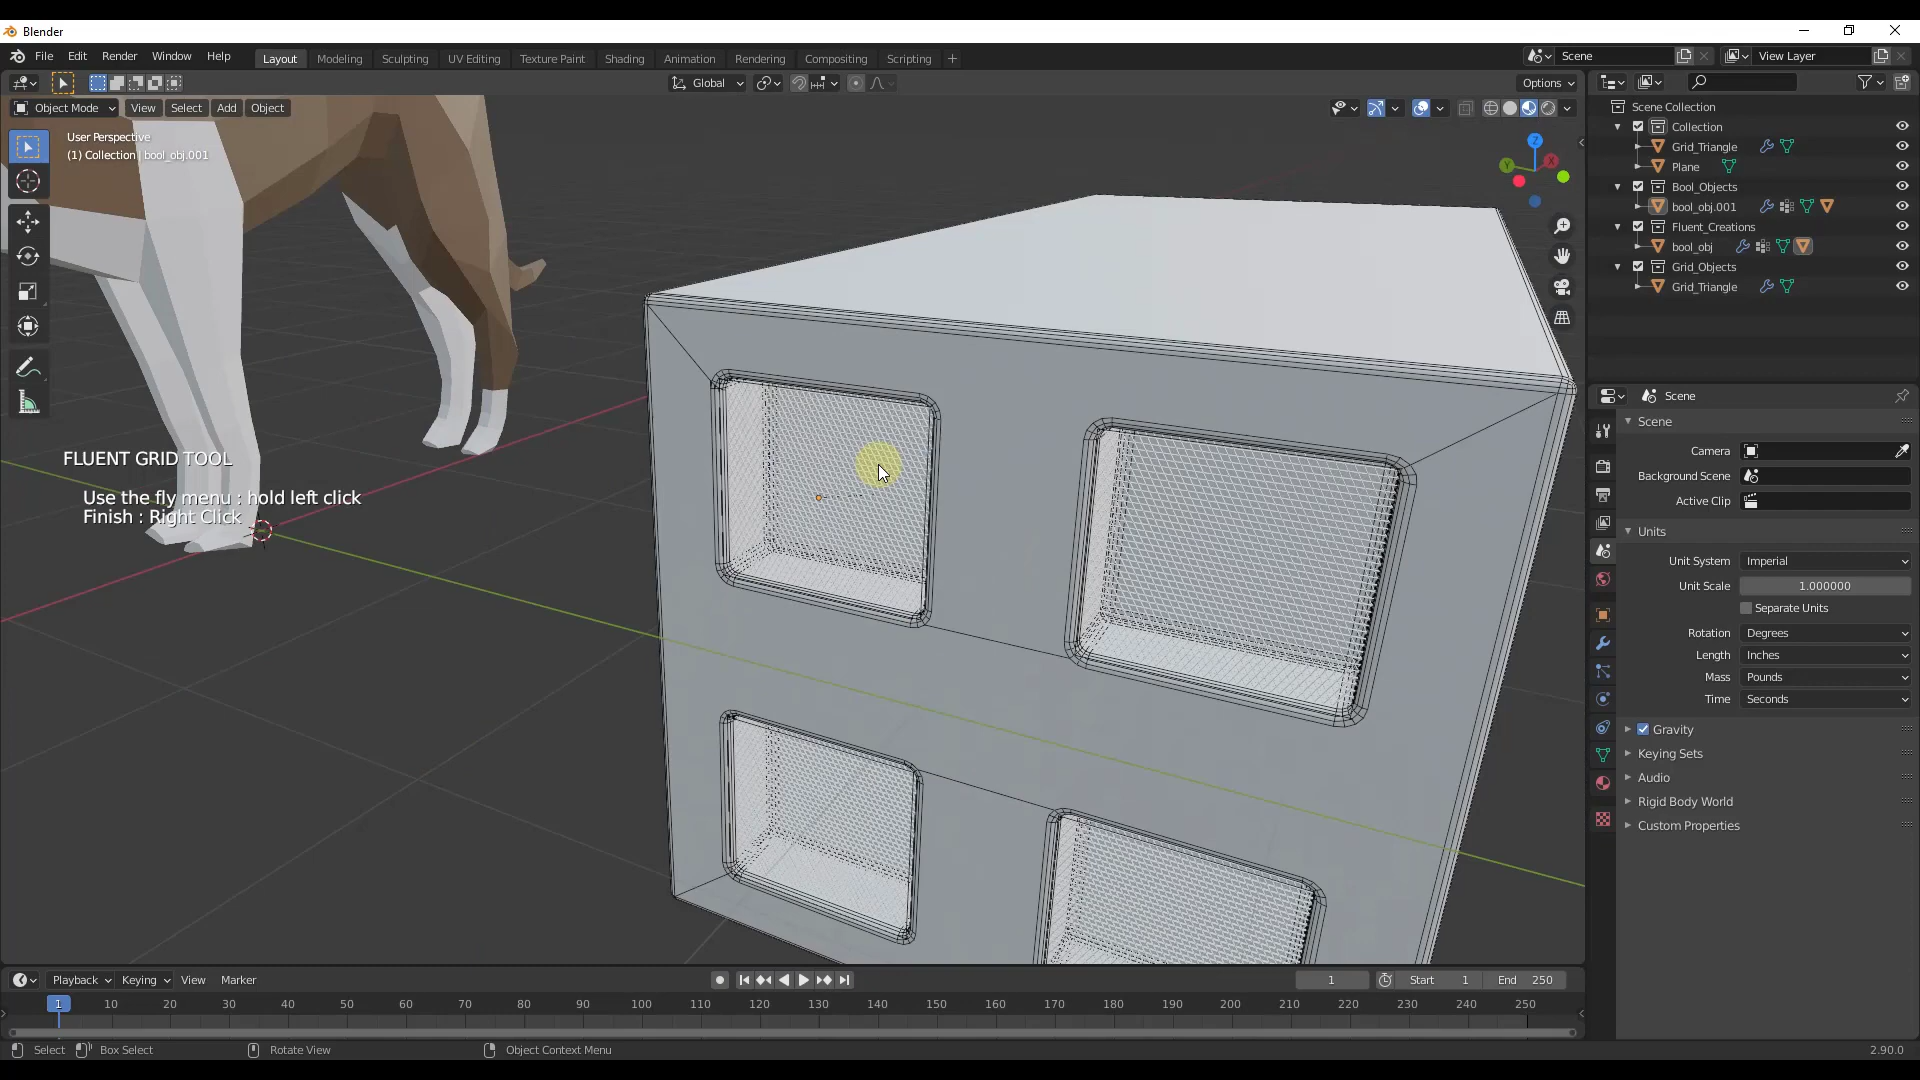 Blender
File Edit Render Window Help
Layout Modeling Sculpting UV Editing Texture Paint Shading Animation Rendering Compositing Scripting +
Scene
View Layer
Global
Options
Object Mode View Select Add Object
User Perspective
(1) Collection | bool_obj.001
Z
Y
X
FLUENT GRID TOOL
Use the fly menu : hold left click
Finish : Right Click
Scene Collection
Collection
Grid_Triangle
Plane
Bool_Objects
bool_obj.001
Fluent_Creations
bool_obj
Grid_Objects
Grid_Triangle
Scene
Scene
Camera
Background Scene
Active Clip
Units
Unit System Imperial
Unit Scale 1.000000
Separate Units
Rotation Degrees
Length Inches
Mass Pounds
Time Seconds
Gravity
Keying Sets
Audio
Rigid Body World
Custom Properties
Playback Keying View Marker
1 Start 1 End 250
1 10 20 30 40 50 60 70 80 90 100 110 120 130 140 150 160 170 180 190 200 210 220 230 240 250
Select Box Select Rotate View Object Context Menu 2.90.0